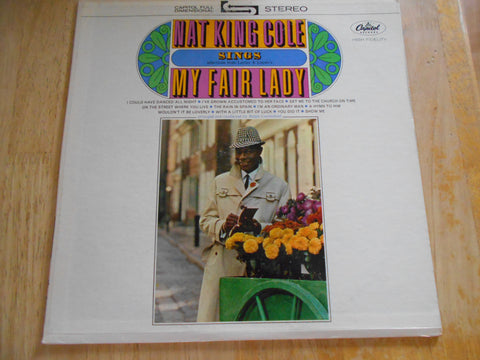 CAPITOL FULL DIMENSIONAL STEREO
NAT KING COLE
SINGS
MY FAIR LADY
Capitol
RECORDS
HIGH FIDELITY
I COULD HAVE DANCED ALL NIGHT ★ I'VE GROWN ACCUSTOMED TO HER FACE ★ GET ME TO THE CHURCH ON TIME
ON THE STREET WHERE YOU LIVE ★ THE RAIN IN SPAIN ★ I'M AN ORDINARY MAN ★ A HYMN TO HIM
WOULDN'T IT BE LOVERLY ★ WITH A LITTLE BIT OF LUCK ★ YOU DID IT ★ SHOW ME